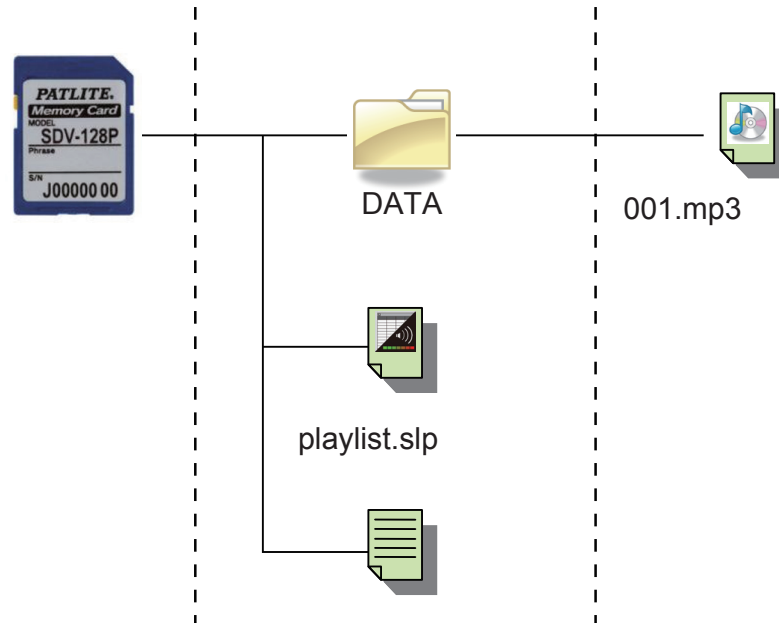 PATLITE.
Memory Card
MODEL
SDV-128P
Phrase
S/N
J00000 00
DATA
001.mp3
playlist.slp